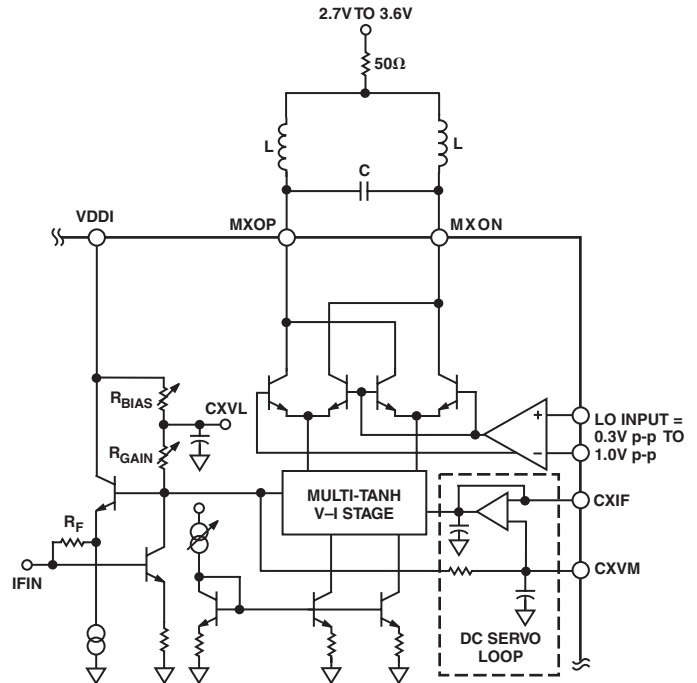 2.7V TO 3.6V
50Ω
L
L
C
VDDI
MXOP
MXON
RBIAS
CXVL
RGAIN
+
LO INPUT =
0.3V p-p TO
1.0V p-p
–
MULTI-TANH
V–I STAGE
CXIF
RF
IFIN
CXVM
DC SERVO
LOOP